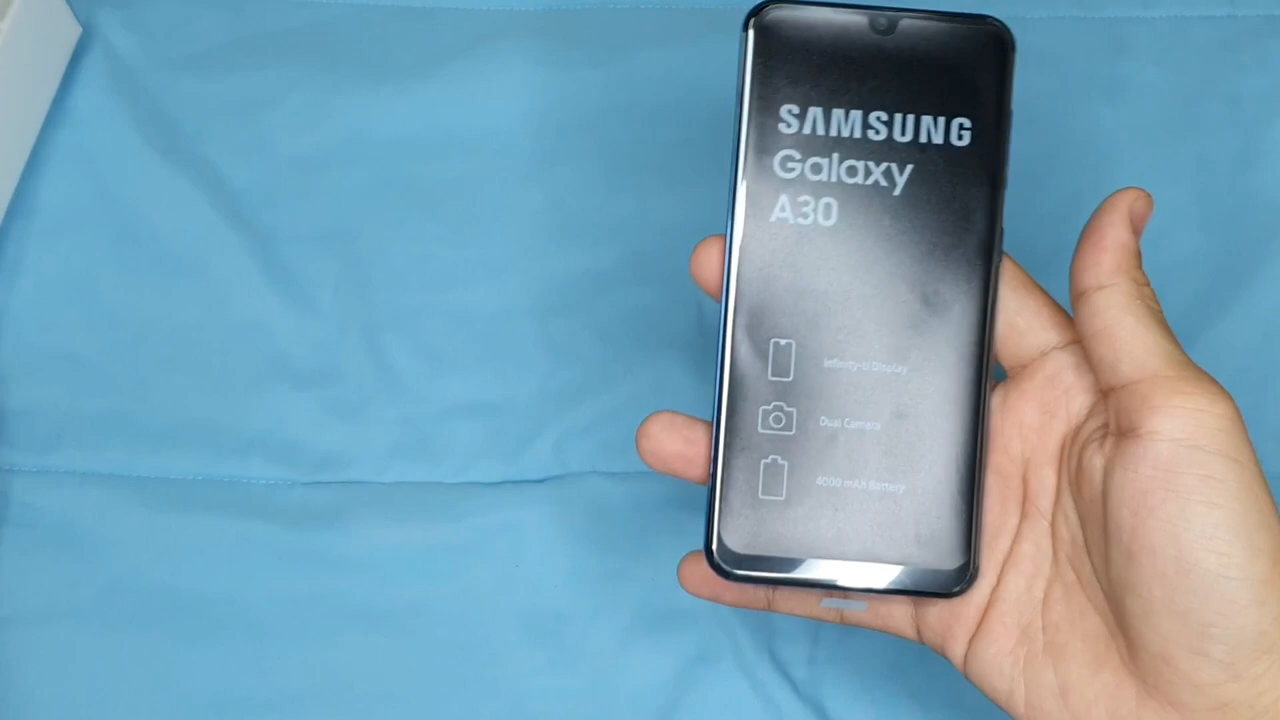 SAMSUNG
Galaxy
A30
Infinity-U Display
Dual Camera
4000 mAh Battery